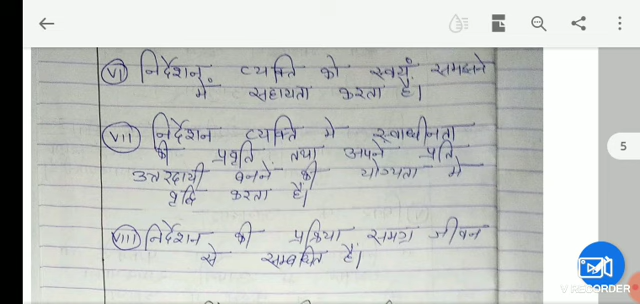 VI निर्देशन व्यक्ति को स्वयं समझने
में सहायता करता है।
VII निर्देशन व्यक्ति मे स्वाधीनता
की प्रवृति तथा अपने प्रति
उत्तरदायी बनने की योग्यता मे
वृद्धि करता है।
VIII निर्देशन की प्रक्रिया समग्र जीवन
से सम्बंधित है।
5
V RECORDER